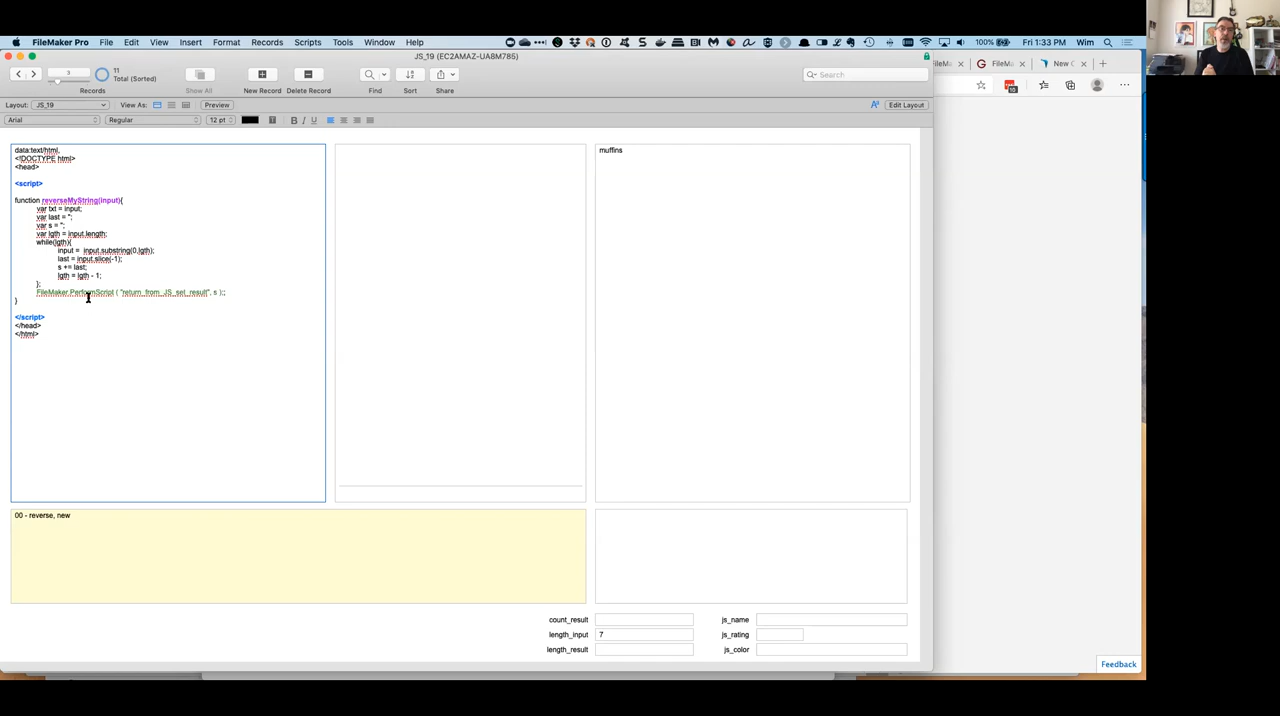 FileMaker Pro File Edit View Insert Format Records Scripts Tools Window Help 100% Fri 1:33 PM Wim
JS_19 (EC2AMAZ-UA8M785)
3
11
Total (Sorted)
Records
Show All
New Record
Delete Record
Find
Sort
Share
Search
Layout: JS_19 View As: Preview Edit Layout
Arial Regular 12 pt B I U
FileMa
New C
data:text/html,
<!DOCTYPE html>
<head>
<script>
function reverseMyString(input){
var txt = input;
var last = '';
var s = '';
var lgth = input.length;
while(lgth){
input = input.substring(0,lgth);
last = input.slice(-1);
s += last;
lgth = lgth - 1;
};
FileMaker.PerformScript ( "return_from_JS_set_result", s );;
}
</script>
</head>
</html>
muffins
00 - reverse, new
count_result
length_input 7
length_result
js_name
js_rating
js_color
Feedback